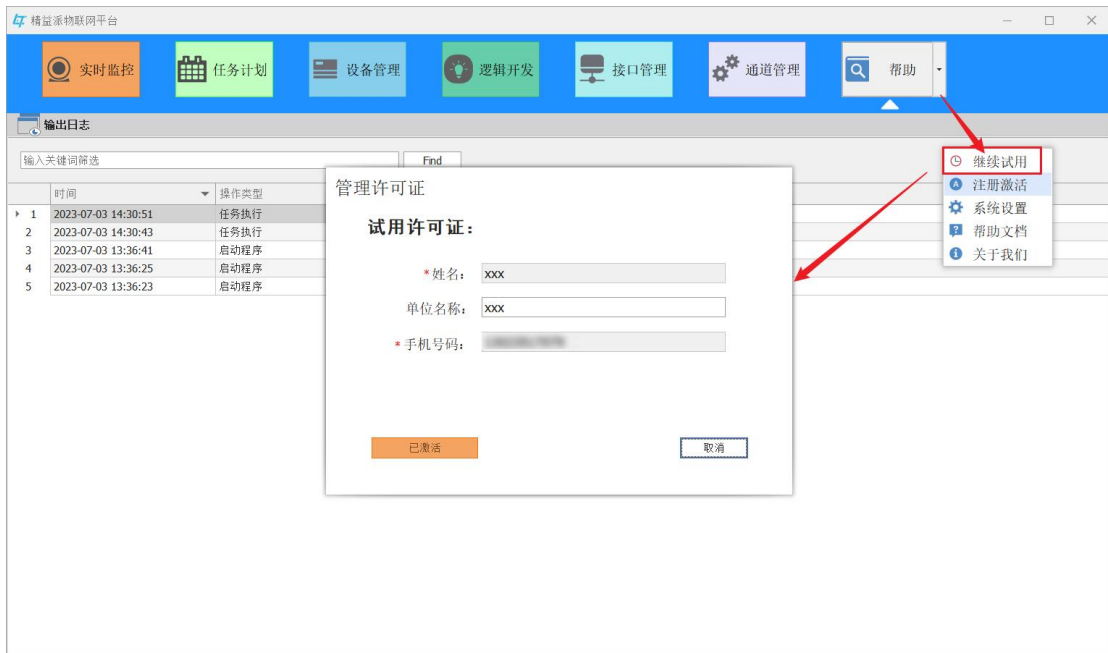 精益派物联网平台
实时监控 任务计划 设备管理 逻辑开发 接口管理 通道管理 帮助
输出日志
输入关键词筛选 Find
时间 操作类型
1 2023-07-03 14:30:51 任务执行
2 2023-07-03 14:30:43 任务执行
3 2023-07-03 13:36:41 启动程序
4 2023-07-03 13:36:25 启动程序
5 2023-07-03 13:36:23 启动程序
管理许可证
试用许可证：
*姓名： xxx
单位名称： xxx
*手机号码：
已激活 取消
继续试用
注册激活
系统设置
帮助文档
关于我们